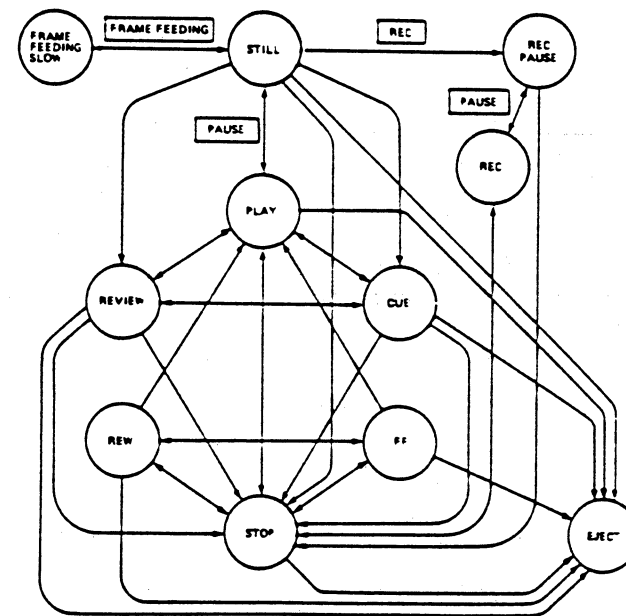 FRAME
FEEDING
SLOW
FRAME FEEDING
STILL
REC
REC
PAUSE
PAUSE
PAUSE
REC
PLAY
REVIEW
CUE
REW
FF
STOP
EJECT